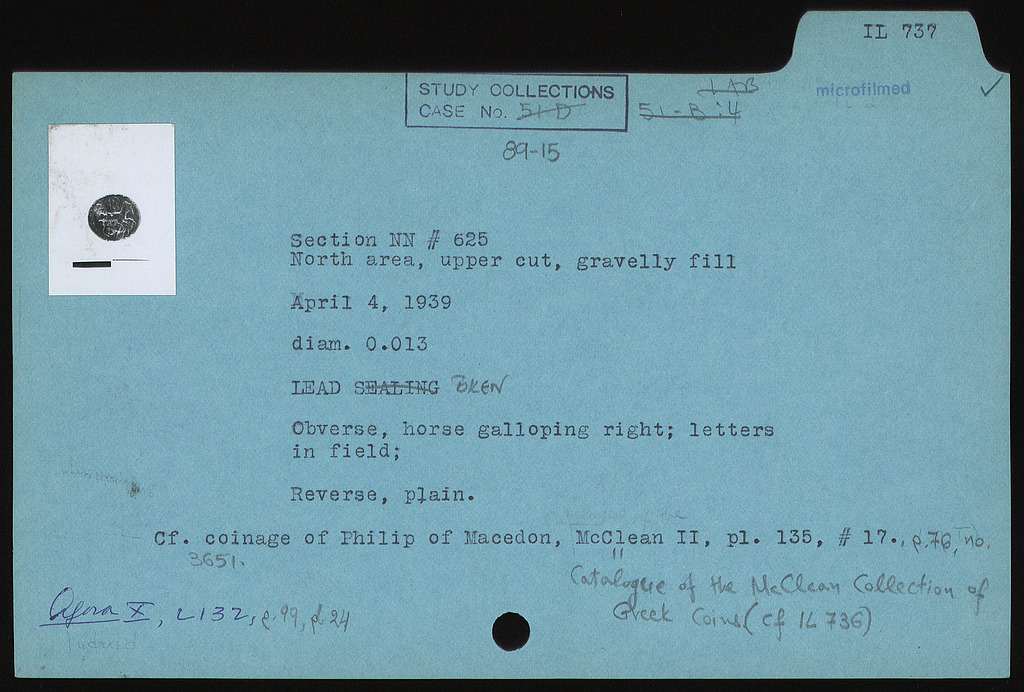 IL 737
STUDY COLLECTIONS
CASE No. 51-D
LAB
51-B:4
microfilmed
89-15
Section NN # 625
North area, upper cut, gravelly fill
April 4, 1939
diam. 0.013
LEAD SEALING TOKEN
Obverse, horse galloping right; letters
in field;
Reverse, plain.
Cf. coinage of Philip of Macedon, McClean II, pl. 135, # 17., p.76, no.
3651.
Catalogue of the McClean Collection of
Greek Coins (Cf IL 736)
Agora X, L132, p.99, pl. 24